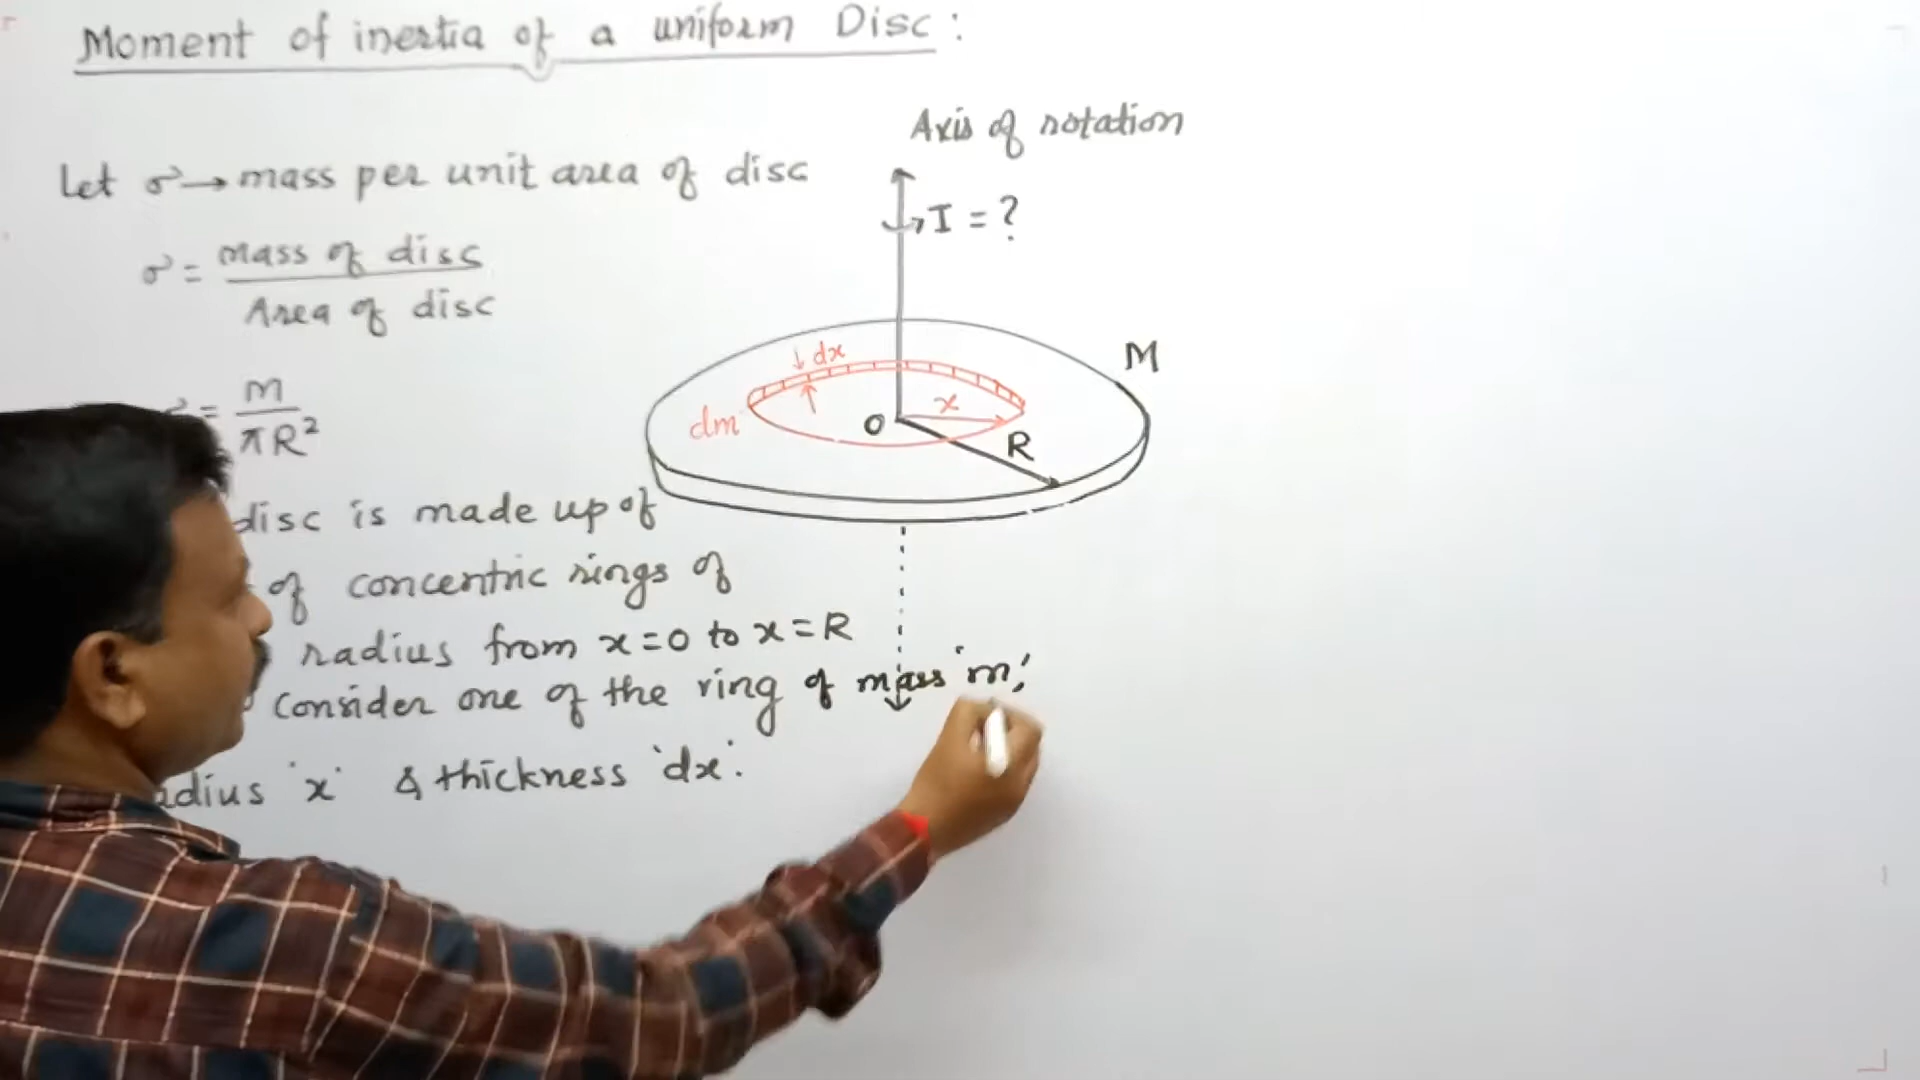 Moment of inertia of a uniform Disc :
Axis of rotation
Let σ → mass per unit area of disc
I = ?
σ = mass of disc
Area of disc
= M
πR²
dx
M
dm
x
O
R
disc is made up of
of concentric rings of
radius from x=0 to x=R
Consider one of the ring of mass 'm'
'x' & thickness 'dx'.